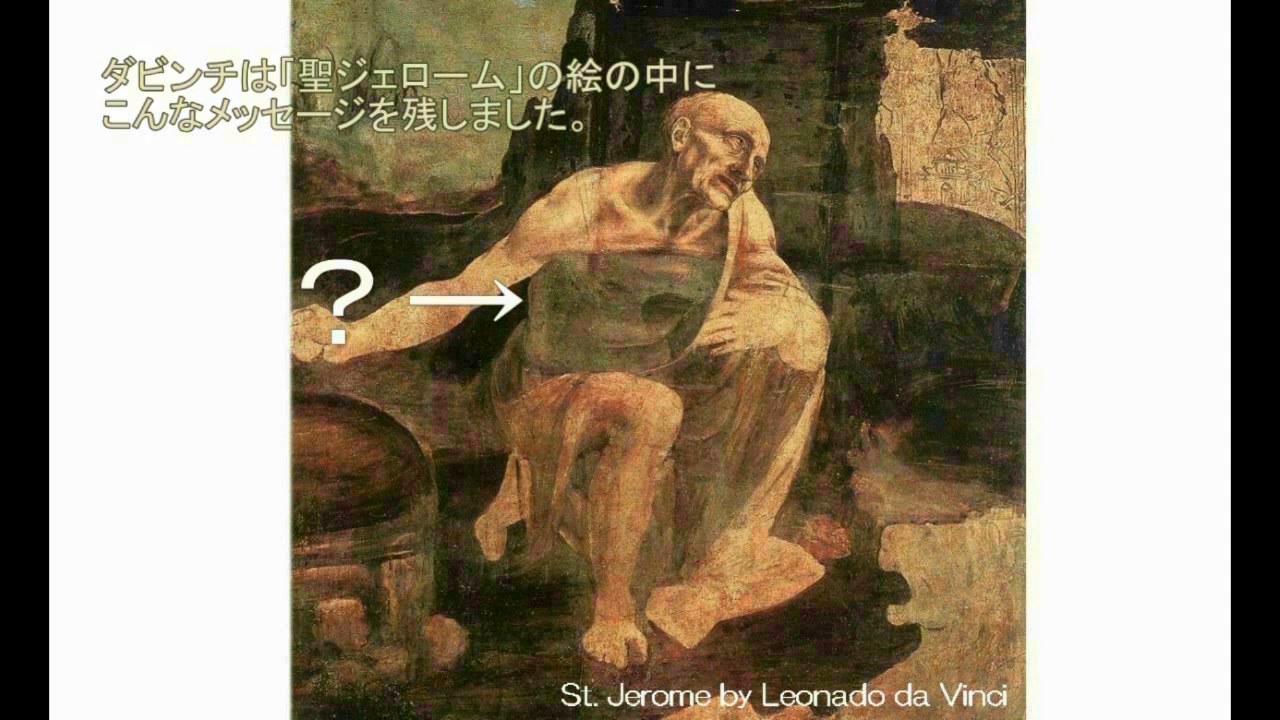 ダビンチは「聖ジェローム」の絵の中に
こんなメッセージを残しました。
？→
St. Jerome by Leonado da Vinci